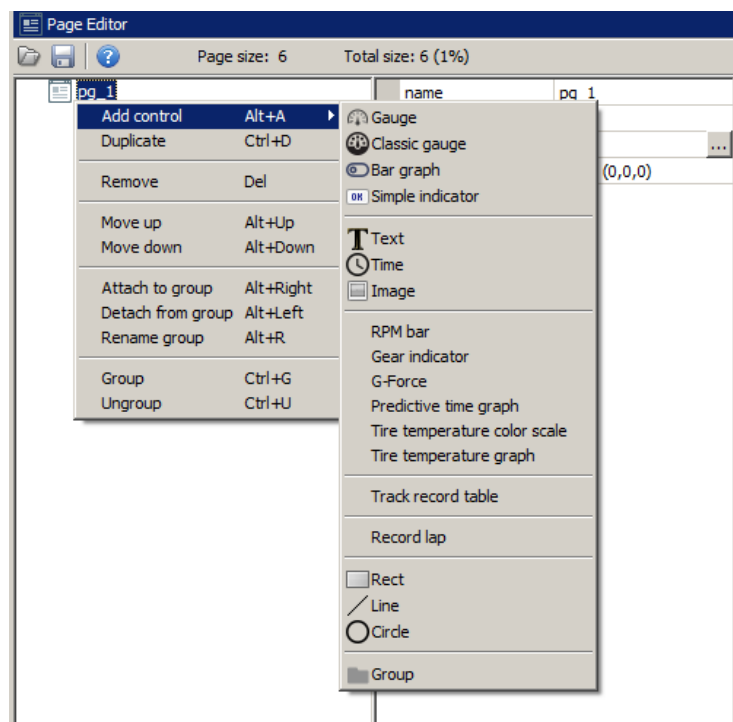 Page Editor
Page size: 6 Total size: 6 (1%)
pg_1
name pg_1
(0,0,0)
...
Add control Alt+A
Duplicate Ctrl+D
Remove Del
Move up Alt+Up
Move down Alt+Down
Attach to group Alt+Right
Detach from group Alt+Left
Rename group Alt+R
Group Ctrl+G
Ungroup Ctrl+U
Gauge
Classic gauge
Bar graph
OK Simple indicator
T Text
Time
Image
RPM bar
Gear indicator
G-Force
Predictive time graph
Tire temperature color scale
Tire temperature graph
Track record table
Record lap
Rect
Line
Circle
Group